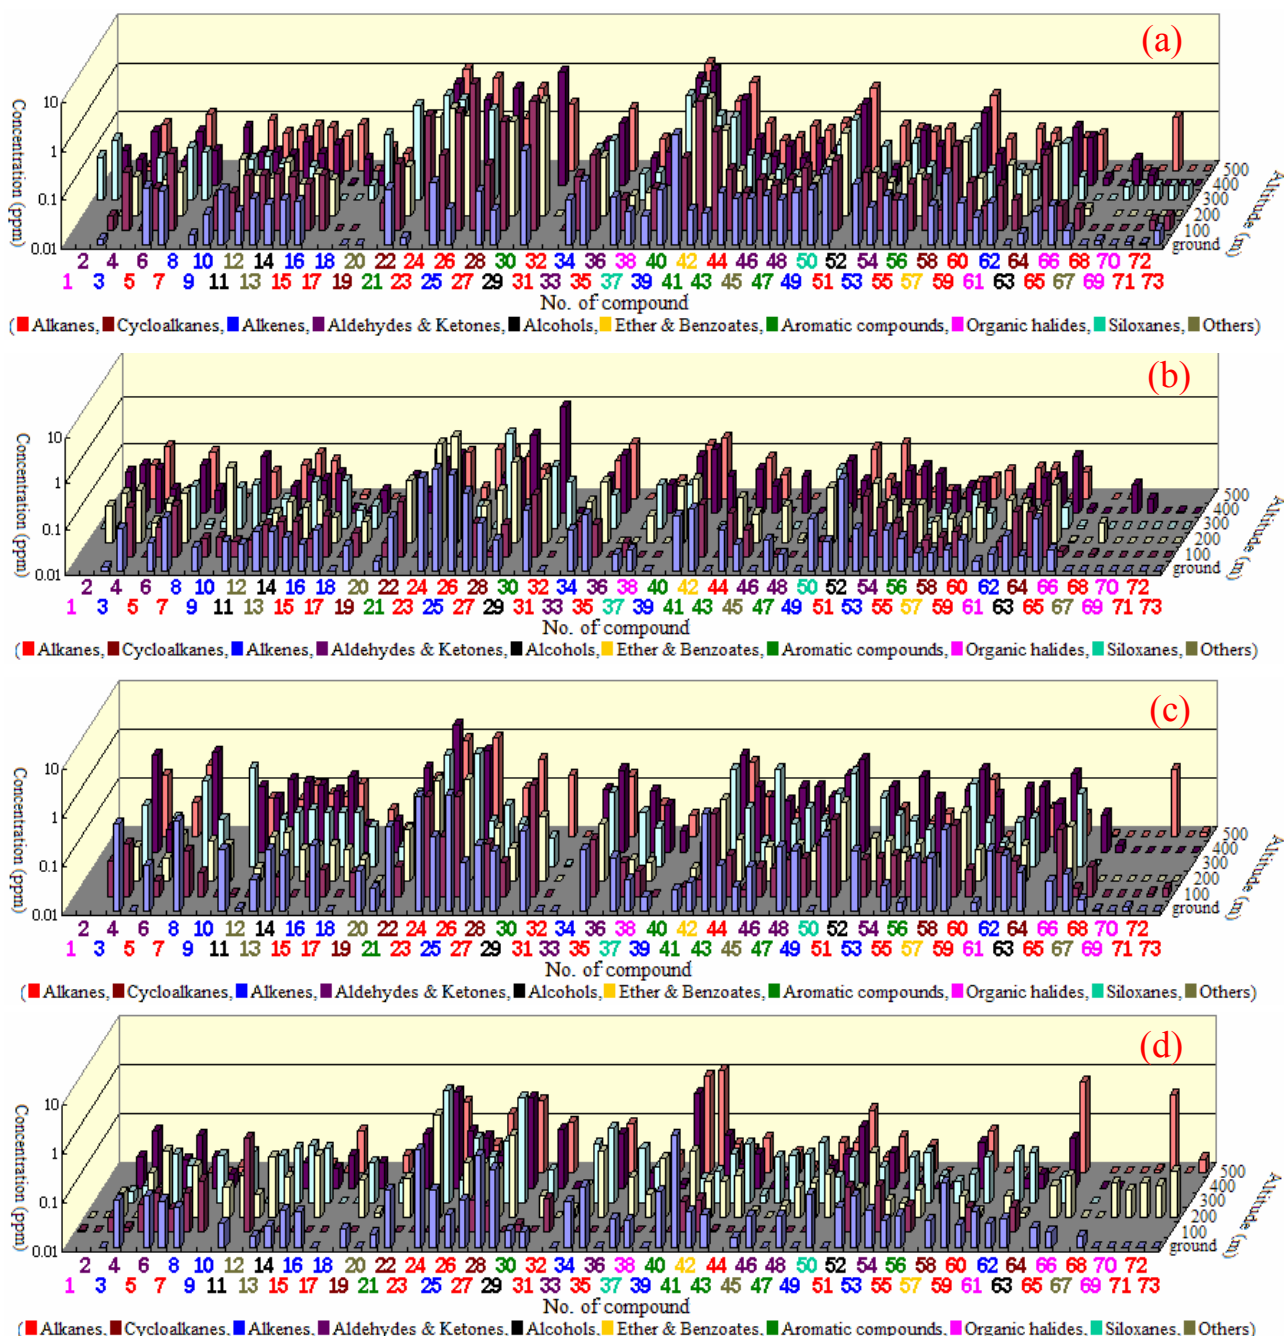 (a)
Concentration (ppm)
10
1
0.1
0.01
500
400
300
200
100
ground
Altitude (m)
2 4 6 8 10 12 14 16 18 20 22 24 26 28 30 32 34 36 38 40 42 44 46 48 50 52 54 56 58 60 62 64 66 68 70 72
1 3 5 7 9 11 13 15 17 19 21 23 25 27 29 31 33 35 37 39 41 43 45 47 49 51 53 55 57 59 61 63 65 67 69 71 73
No. of compound
(Alkanes, Cycloalkanes, Alkenes, Aldehydes & Ketones, Alcohols, Ether & Benzoates, Aromatic compounds, Organic halides, Siloxanes, Others)
(b)
Concentration (ppm)
10
1
0.1
0.01
500
400
300
200
100
ground
Altitude (m)
2 4 6 8 10 12 14 16 18 20 22 24 26 28 30 32 34 36 38 40 42 44 46 48 50 52 54 56 58 60 62 64 66 68 70 72
1 3 5 7 9 11 13 15 17 19 21 23 25 27 29 31 33 35 37 39 41 43 45 47 49 51 53 55 57 59 61 63 65 67 69 71 73
No. of compound
(Alkanes, Cycloalkanes, Alkenes, Aldehydes & Ketones, Alcohols, Ether & Benzoates, Aromatic compounds, Organic halides, Siloxanes, Others)
(c)
Concentration (ppm)
10
1
0.1
0.01
500
400
300
200
100
ground
Altitude (m)
2 4 6 8 10 12 14 16 18 20 22 24 26 28 30 32 34 36 38 40 42 44 46 48 50 52 54 56 58 60 62 64 66 68 70 72
1 3 5 7 9 11 13 15 17 19 21 23 25 27 29 31 33 35 37 39 41 43 45 47 49 51 53 55 57 59 61 63 65 67 69 71 73
No. of compound
(Alkanes, Cycloalkanes, Alkenes, Aldehydes & Ketones, Alcohols, Ether & Benzoates, Aromatic compounds, Organic halides, Siloxanes, Others)
(d)
Concentration (ppm)
10
1
0.1
0.01
500
400
300
200
100
ground
Altitude (m)
2 4 6 8 10 12 14 16 18 20 22 24 26 28 30 32 34 36 38 40 42 44 46 48 50 52 54 56 58 60 62 64 66 68 70 72
1 3 5 7 9 11 13 15 17 19 21 23 25 27 29 31 33 35 37 39 41 43 45 47 49 51 53 55 57 59 61 63 65 67 69 71 73
No. of compound
(Alkanes, Cycloalkanes, Alkenes, Aldehydes & Ketones, Alcohols, Ether & Benzoates, Aromatic compounds, Organic halides, Siloxanes, Others)